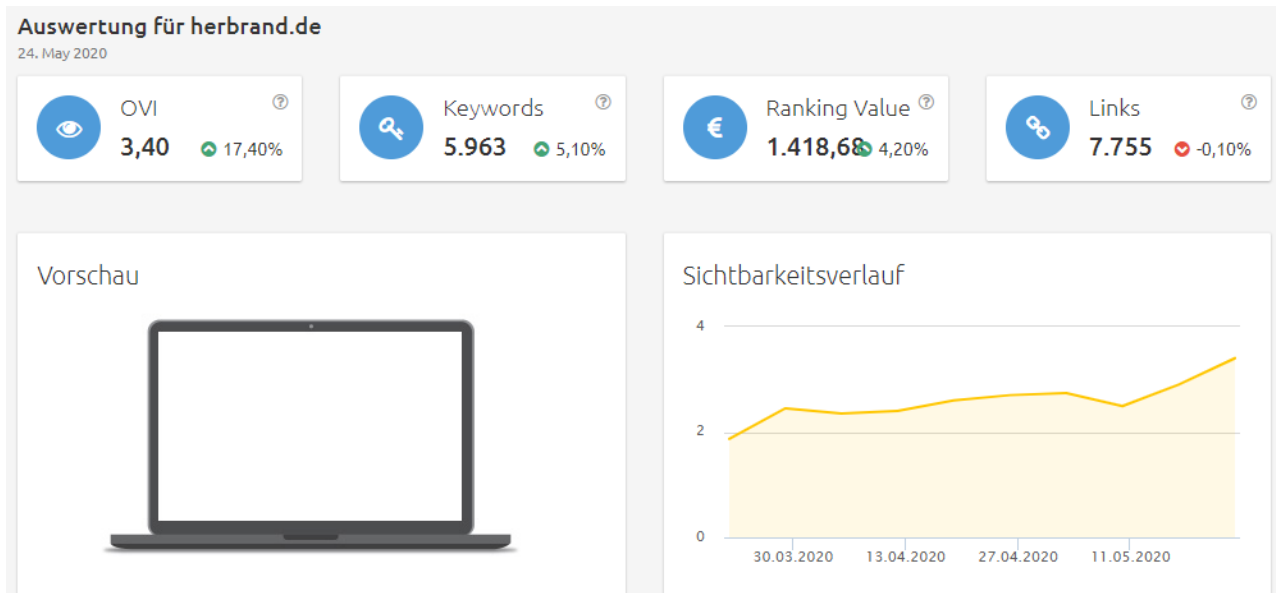 Auswertung für herbrand.de
24. May 2020
OVI
3,40 17,40%
Keywords
5.963 5,10%
Ranking Value
1.418,68 4,20%
Links
7.755 -0,10%
Vorschau
Sichtbarkeitsverlauf
4
2
0
30.03.2020 13.04.2020 27.04.2020 11.05.2020